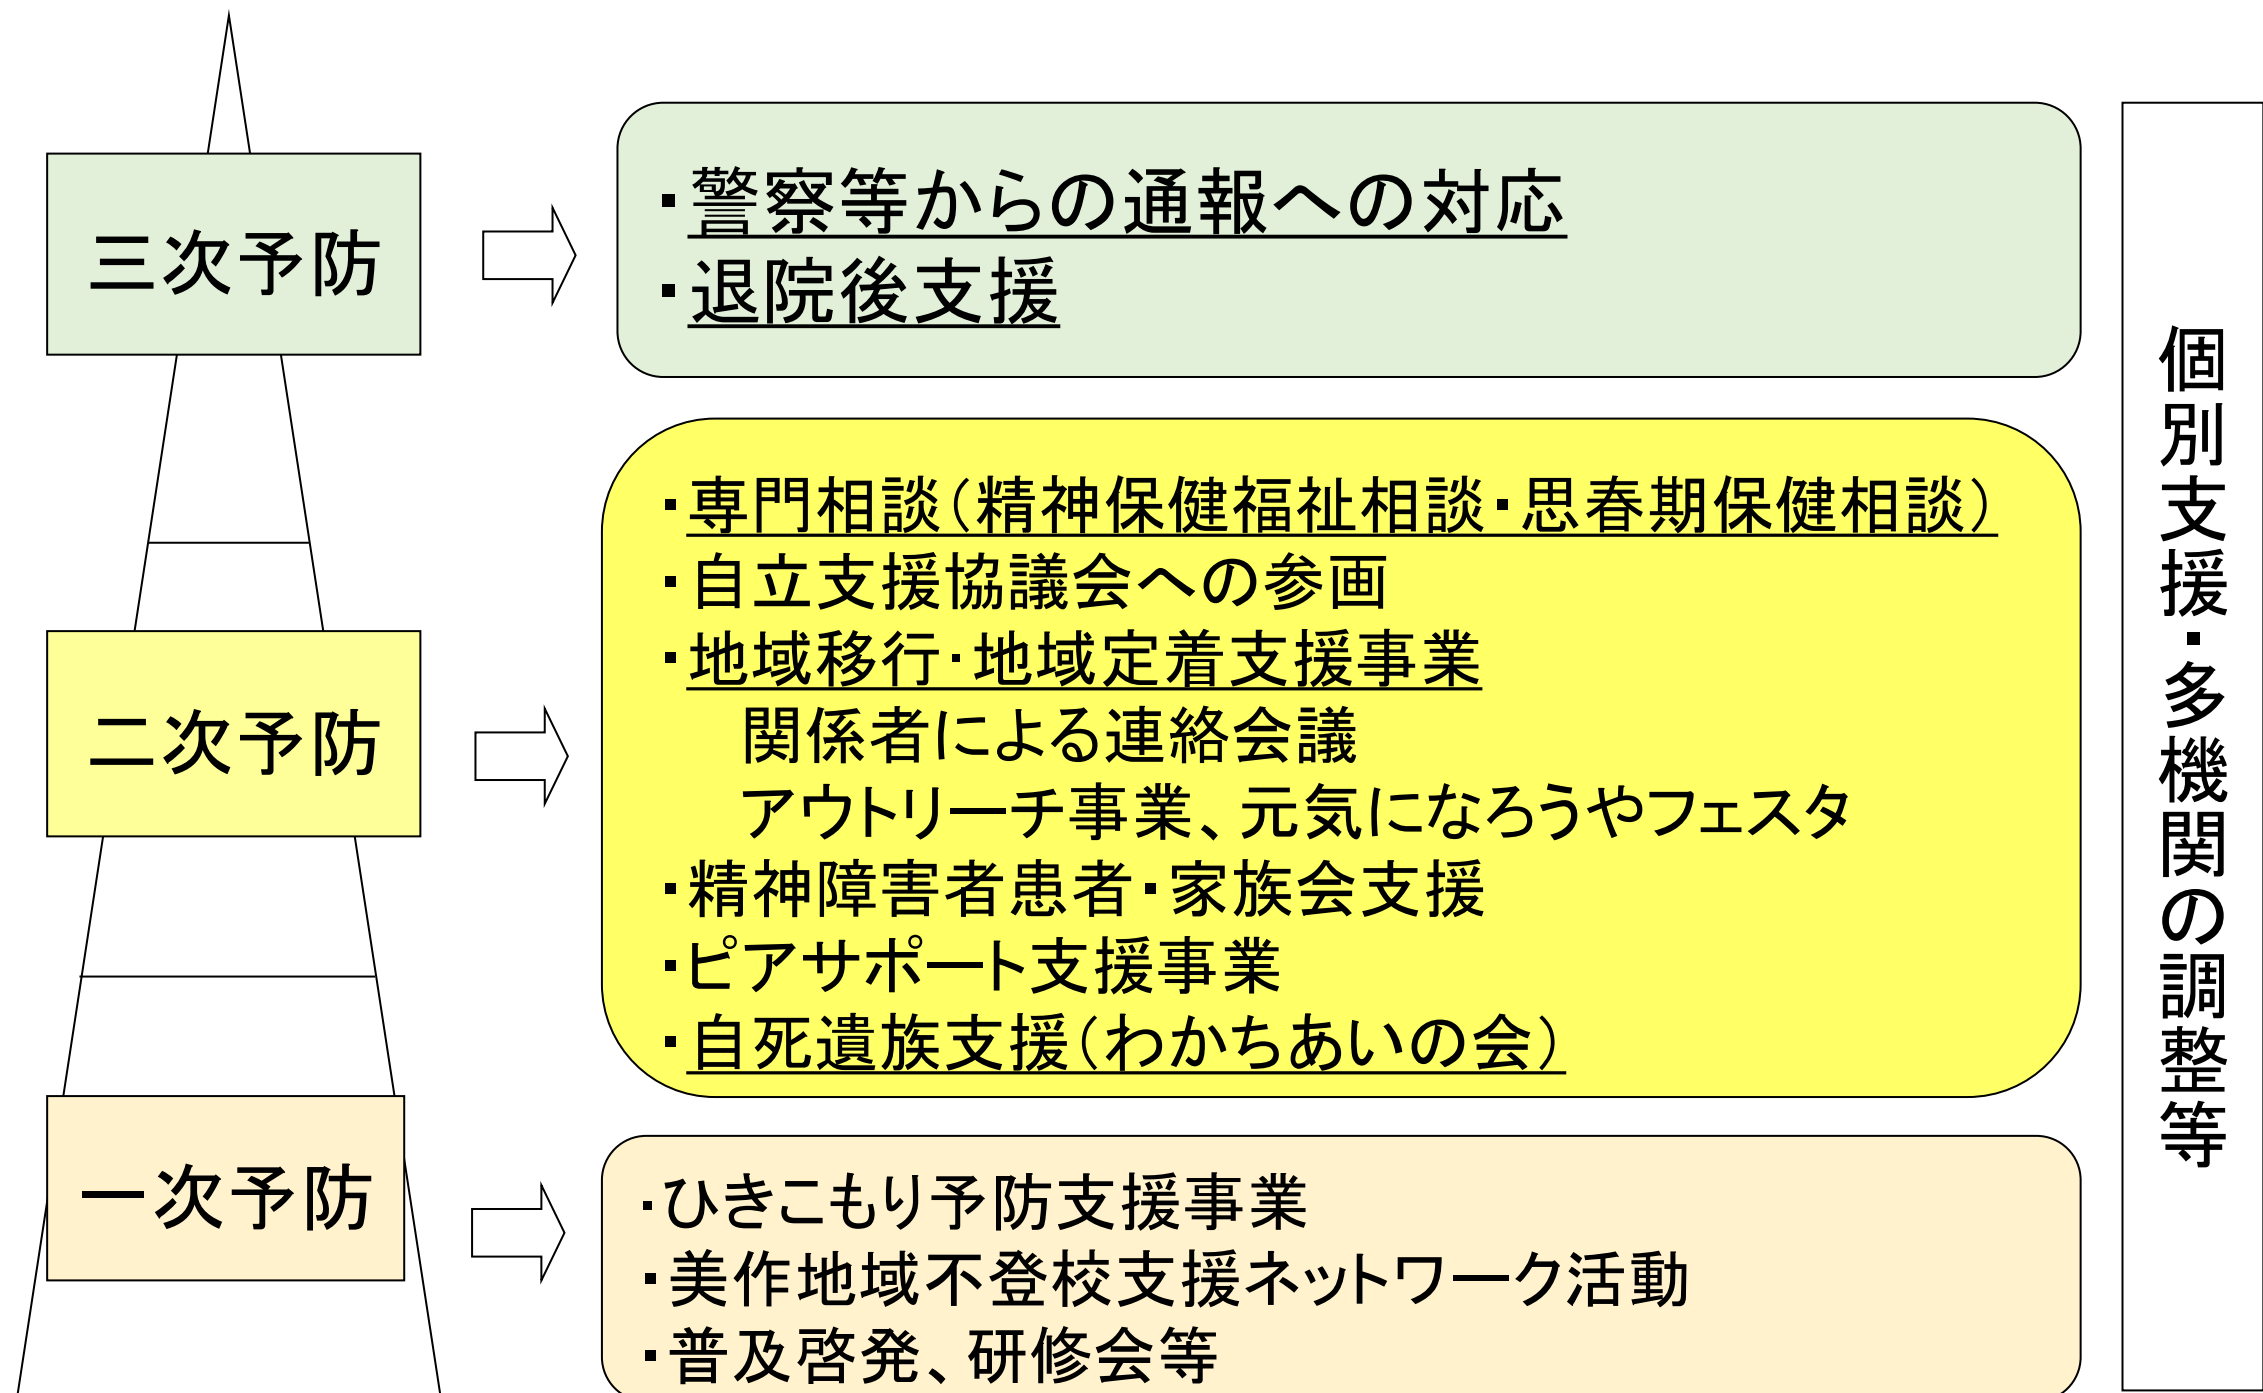 三次予防
・警察等からの通報への対応
・退院後支援
二次予防
・専門相談（精神保健福祉相談・思春期保健相談）
・自立支援協議会への参画
・地域移行・地域定着支援事業
関係者による連絡会議
アウトリーチ事業、元気になろうやフェスタ
・精神障害者患者・家族会支援
・ピアサポート支援事業
・自死遺族支援（わかちあいの会）
一次予防
・ひきこもり予防支援事業
・美作地域不登校支援ネットワーク活動
・普及啓発、研修会等
個別支援・多機関の調整等